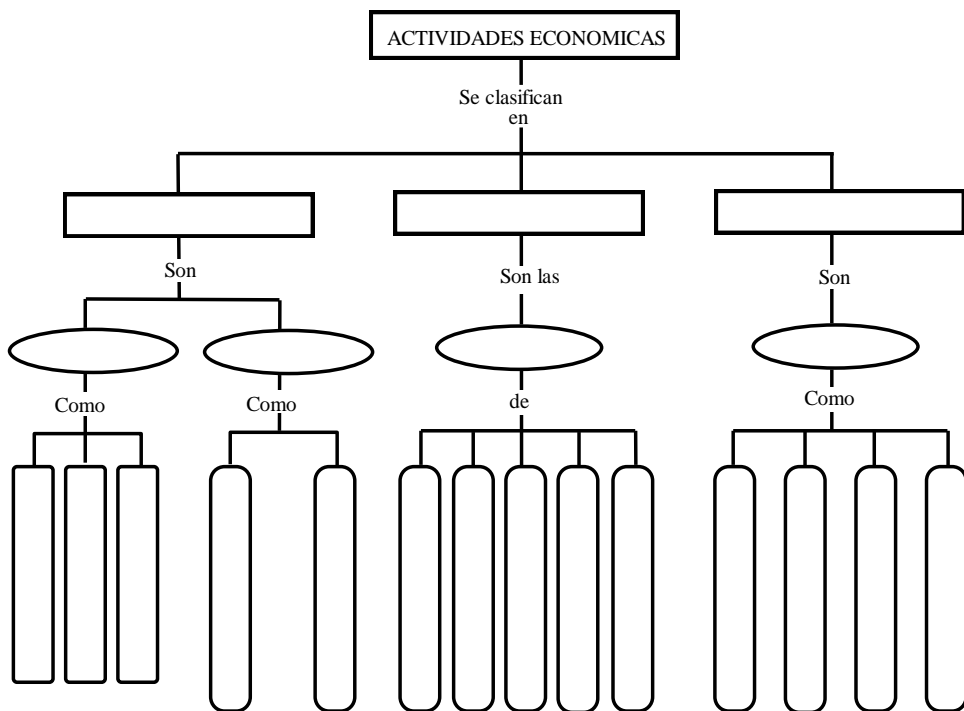 ACTIVIDADES ECONOMICAS
Se clasifican
en
Son
Son las
Son
Como
Como
de
Como